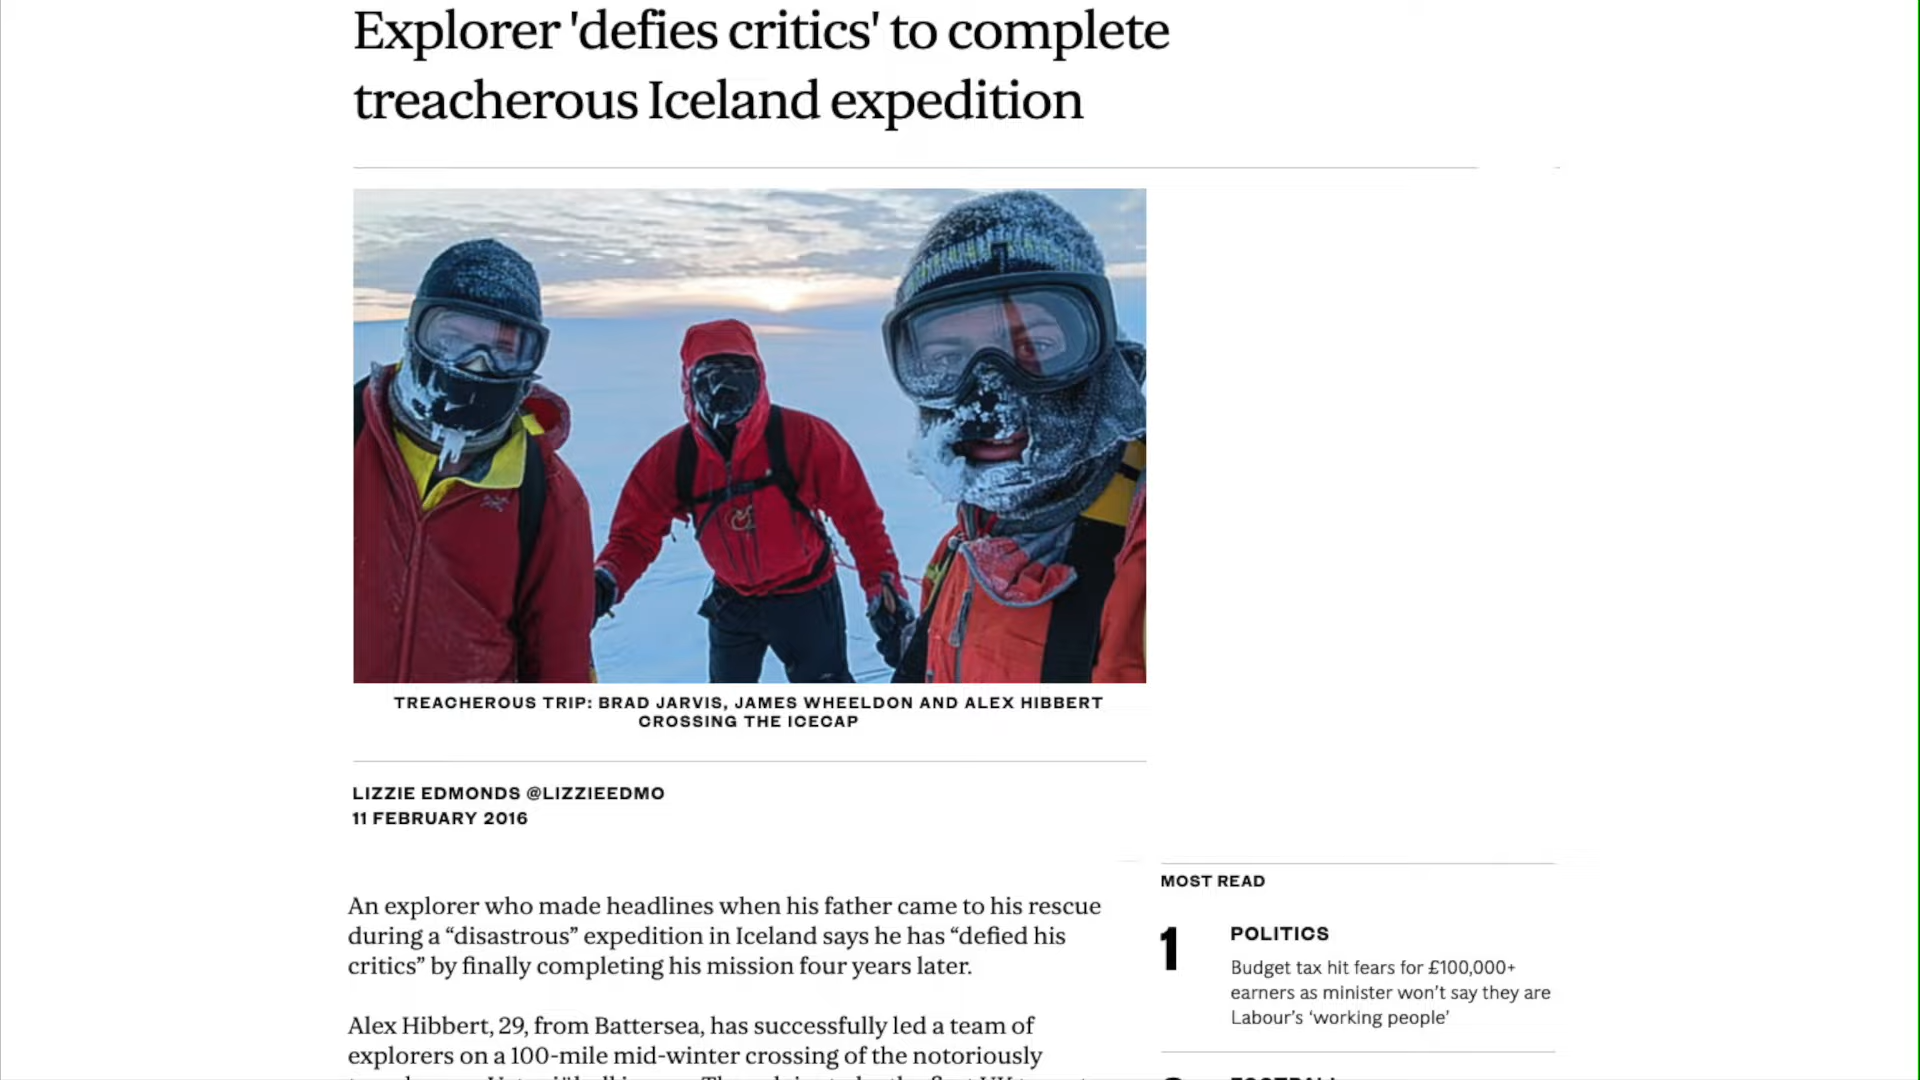 Explorer 'defies critics' to complete
treacherous Iceland expedition
TREACHEROUS TRIP: BRAD JARVIS, JAMES WHEELDON AND ALEX HIBBERT
CROSSING THE ICECAP
LIZZIE EDMONDS @LIZZIEEDMO
11 FEBRUARY 2016
An explorer who made headlines when his father came to his rescue
during a “disastrous” expedition in Iceland says he has “defied his
critics” by finally completing his mission four years later.
Alex Hibbert, 29, from Battersea, has successfully led a team of
explorers on a 100-mile mid-winter crossing of the notoriously
MOST READ
1
POLITICS
Budget tax hit fears for £100,000+
earners as minister won’t say they are
Labour’s ‘working people’